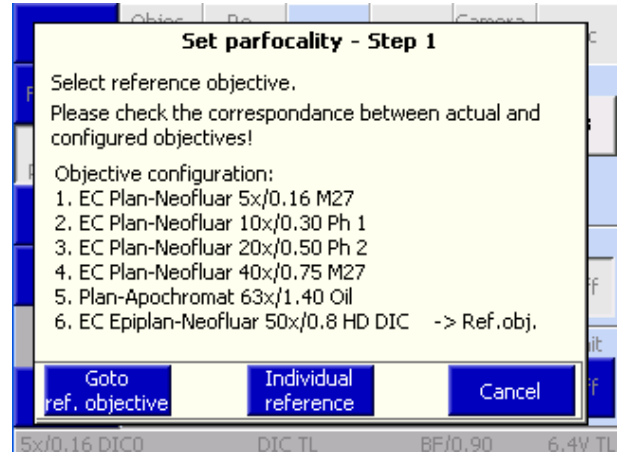 Set parfocality - Step 1
Select reference objective.
Please check the correspondance between actual and
configured objectives!
Objective configuration:
1. EC Plan-Neofluar 5x/0.16 M27
2. EC Plan-Neofluar 10x/0.30 Ph 1
3. EC Plan-Neofluar 20x/0.50 Ph 2
4. EC Plan-Neofluar 40x/0.75 M27
5. Plan-Apochromat 63x/1.40 Oil
6. EC Epiplan-Neofluar 50x/0.8 HD DIC -> Ref.obj.
Goto
ref. objective
Individual
reference
Cancel
5x/0.16 DIC0 DIC TL BF/0.90 6.4V TL